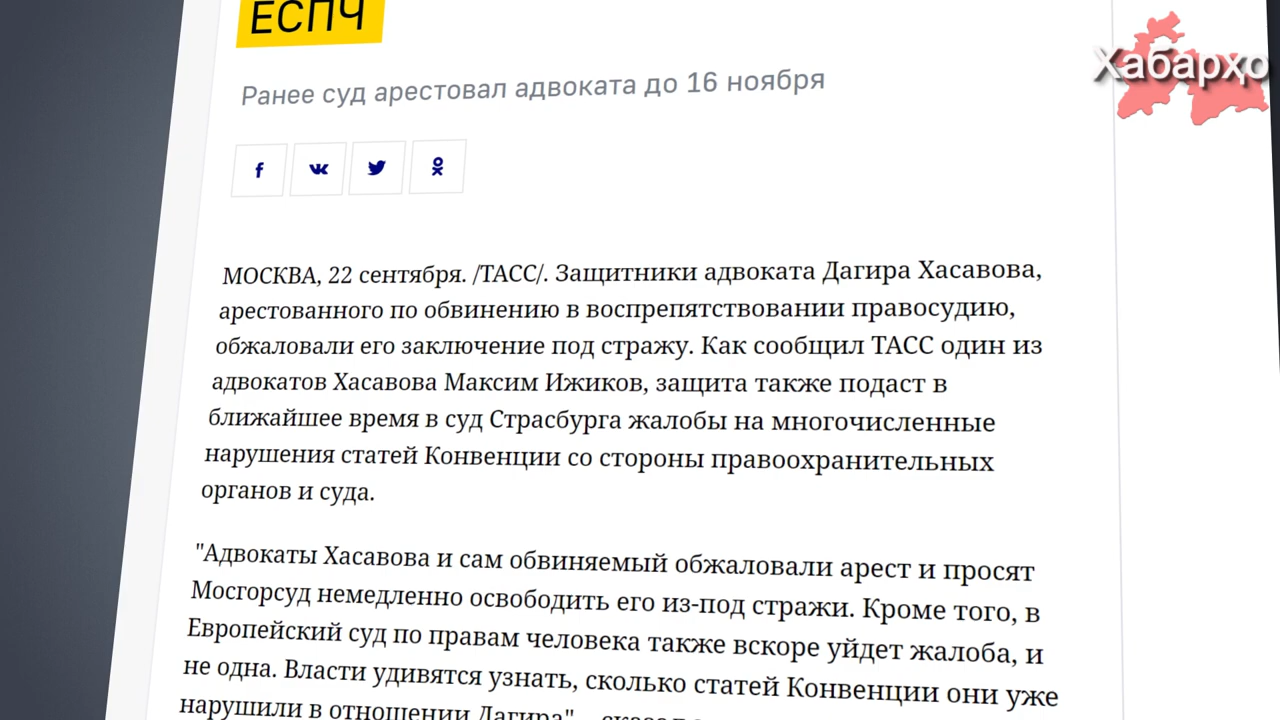 ЕСПЧ
Хабарҳо
Ранее суд арестовал адвоката до 16 ноября
МОСКВА, 22 сентября. /ТАСС/. Защитники адвоката Дагира Хасавова,
арестованного по обвинению в воспрепятствовании правосудию,
обжаловали его заключение под стражу. Как сообщил ТАСС один из
адвокатов Хасавова Максим Ижиков, защита также подаст в
ближайшее время в суд Страсбурга жалобы на многочисленные
нарушения статей Конвенции со стороны правоохранительных
органов и суда.
"Адвокаты Хасавова и сам обвиняемый обжаловали арест и просят
Мосгорсуд немедленно освободить его из-под стражи. Кроме того, в
Европейский суд по правам человека также вскоре уйдет жалоба, и
не одна. Власти удивятся узнать, сколько статей Конвенции они уже
нарушили в отношении Дагира"